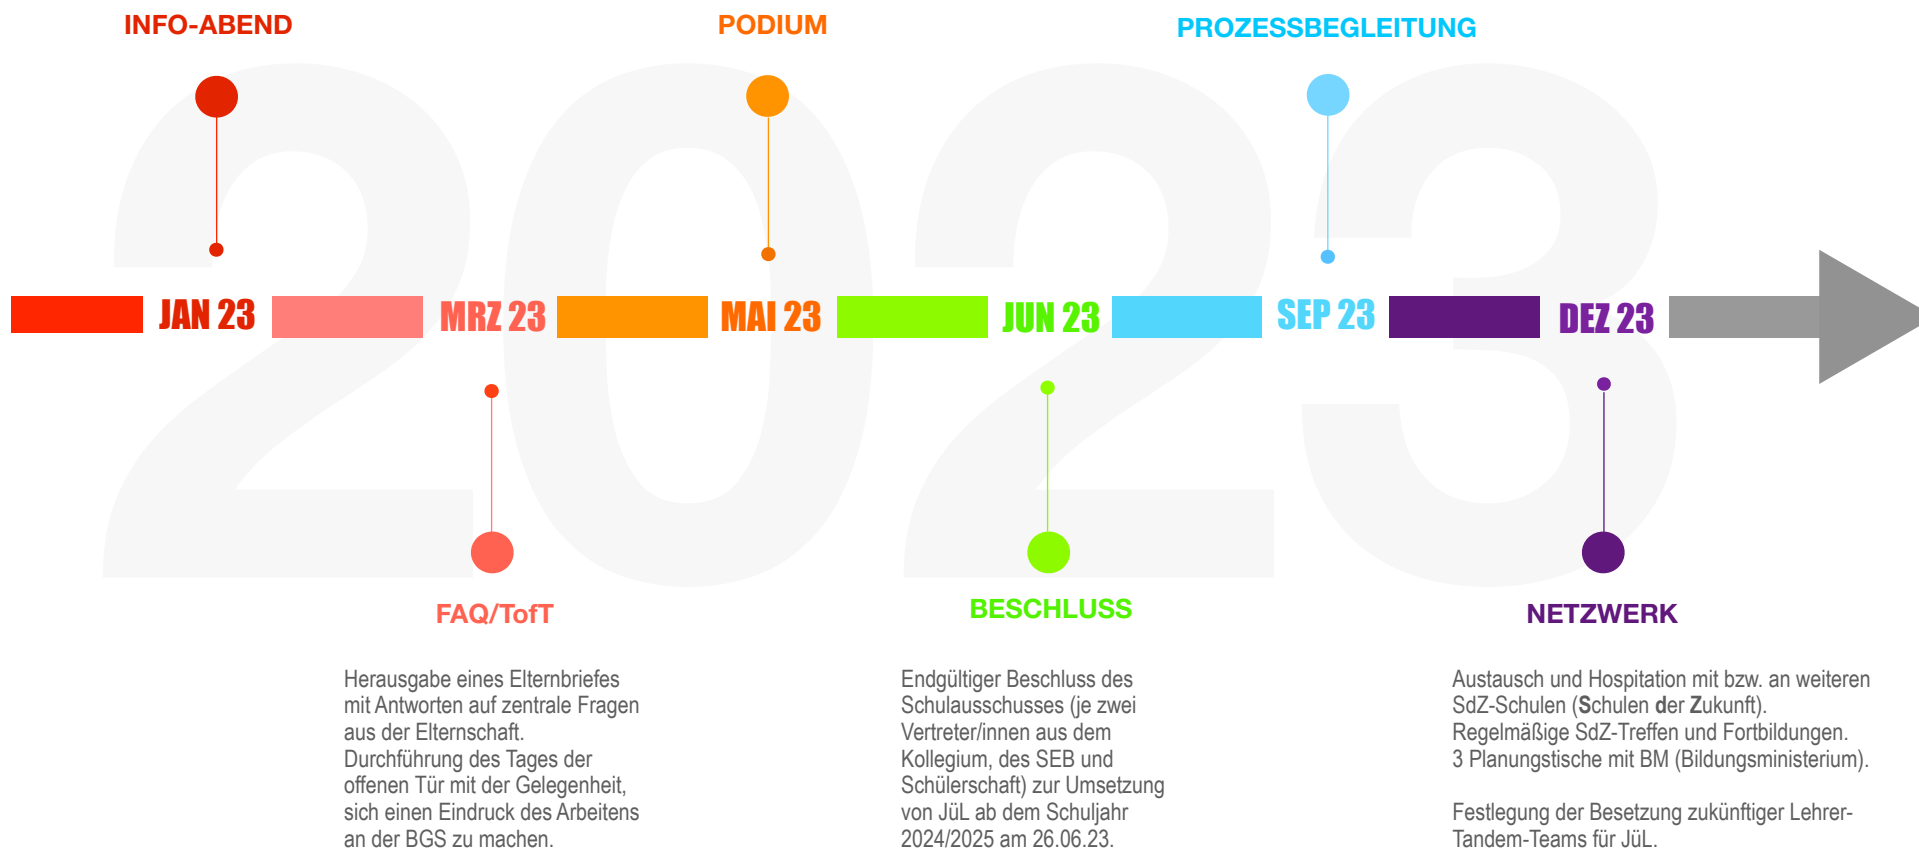 INFO-ABEND
PODIUM
PROZESSBEGLEITUNG
2023
JAN 23
MRZ 23
MAI 23
JUN 23
SEP 23
DEZ 23
FAQ/TofT
Herausgabe eines Elternbriefes
mit Antworten auf zentrale Fragen
aus der Elternschaft.
Durchführung des Tages der
offenen Tür mit der Gelegenheit,
sich einen Eindruck des Arbeitens
an der BGS zu machen.
BESCHLUSS
Endgültiger Beschluss des
Schulausschusses (je zwei
Vertreter/innen aus dem
Kollegium, des SEB und
Schülerschaft) zur Umsetzung
von JüL ab dem Schuljahr
2024/2025 am 26.06.23.
NETZWERK
Austausch und Hospitation mit bzw. an weiteren
SdZ-Schulen (Schulen der Zukunft).
Regelmäßige SdZ-Treffen und Fortbildungen.
3 Planungstische mit BM (Bildungsministerium).
Festlegung der Besetzung zukünftiger Lehrer-
Tandem-Teams für JüL.